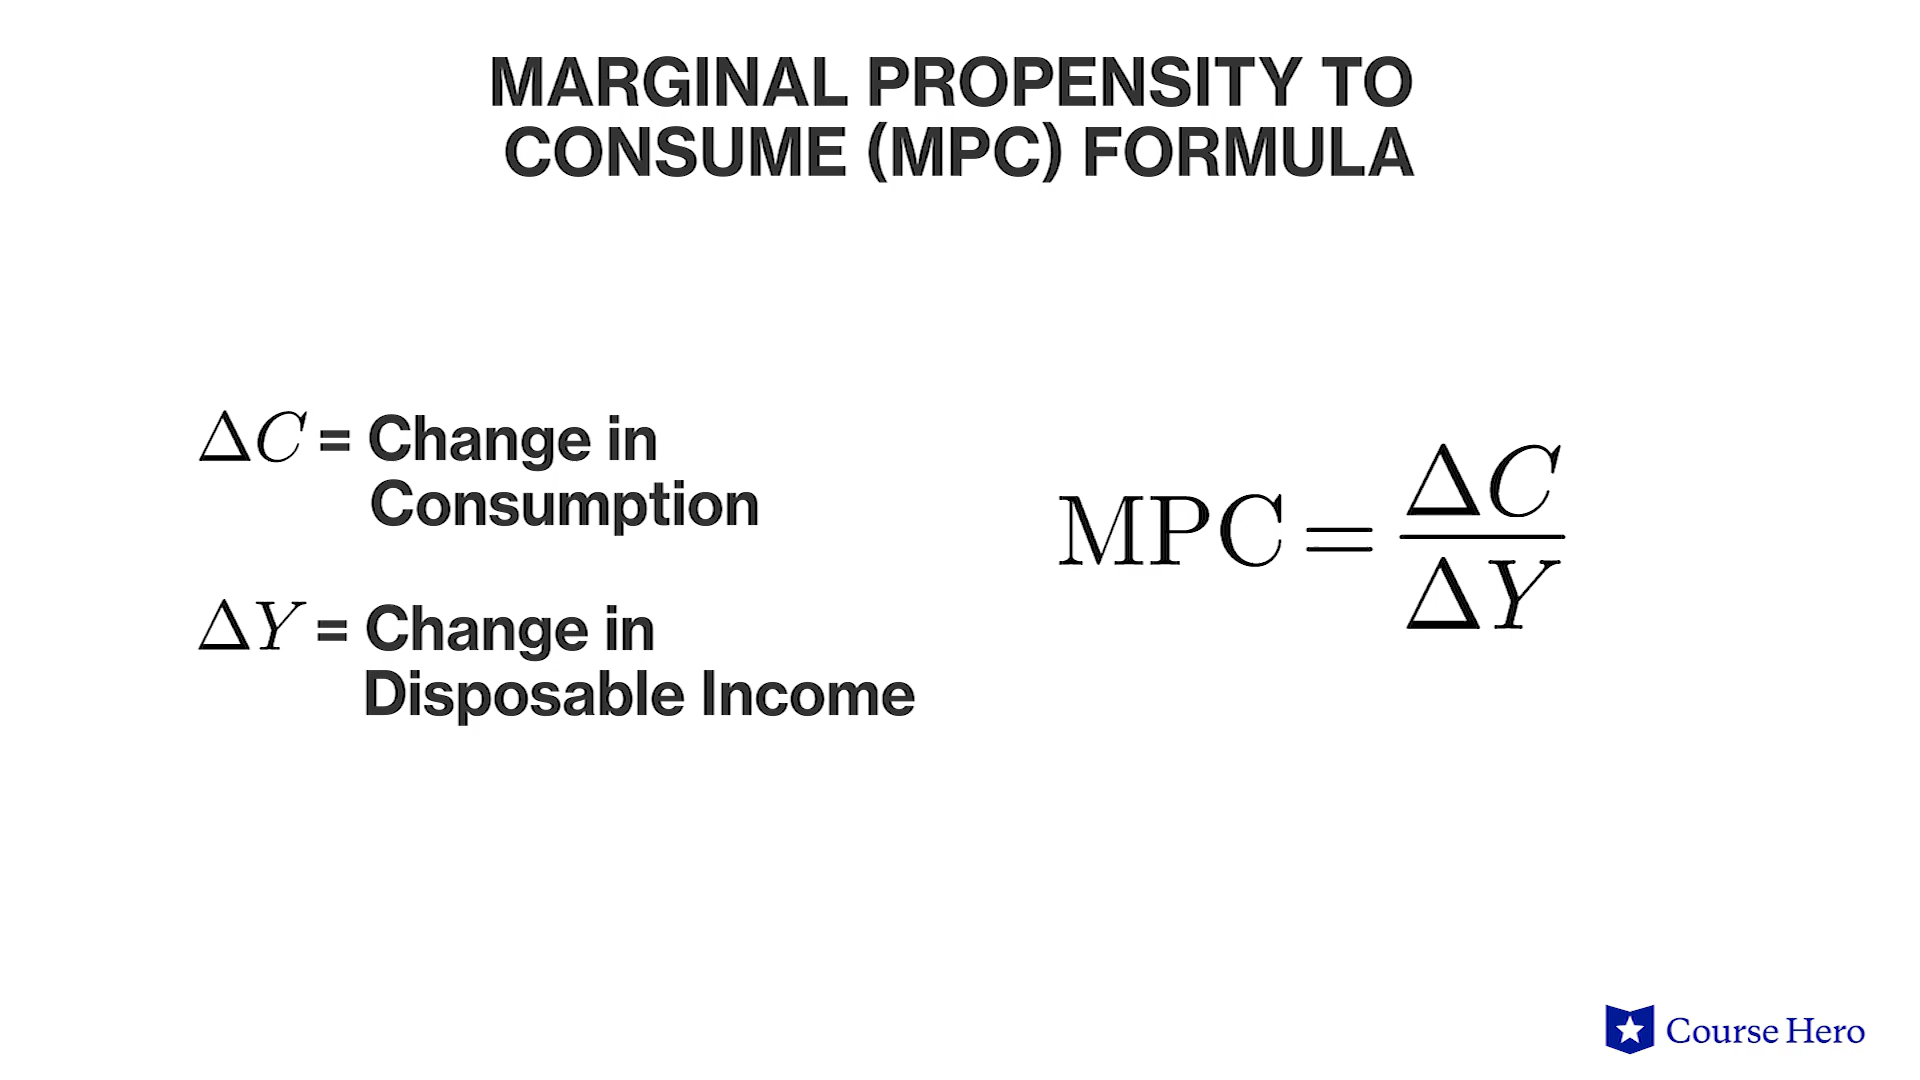 MARGINAL PROPENSITY TO
CONSUME (MPC) FORMULA
ΔC = Change in
Consumption
ΔY = Change in
Disposable Income
MPC = ΔC/ΔY
Course Hero